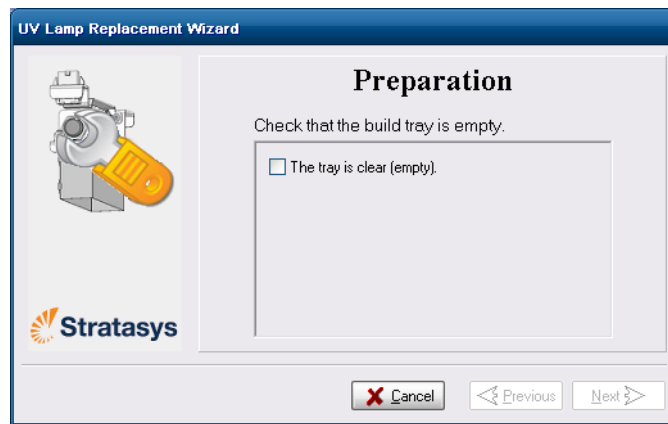 UV Lamp Replacement Wizard
Preparation
Check that the build tray is empty.
The tray is clear (empty).
Stratasys
Cancel
Previous
Next